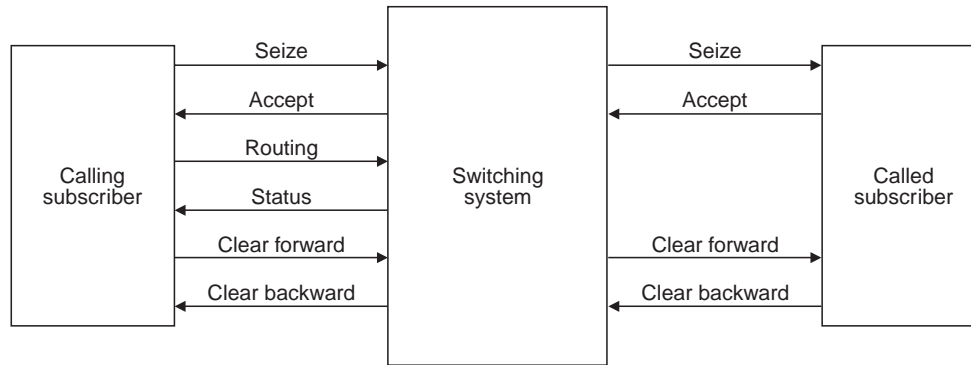 Seize
Accept
Routing
Status
Clear forward
Clear backward
Calling
subscriber
Switching
system
Seize
Accept
Clear forward
Clear backward
Called
subscriber